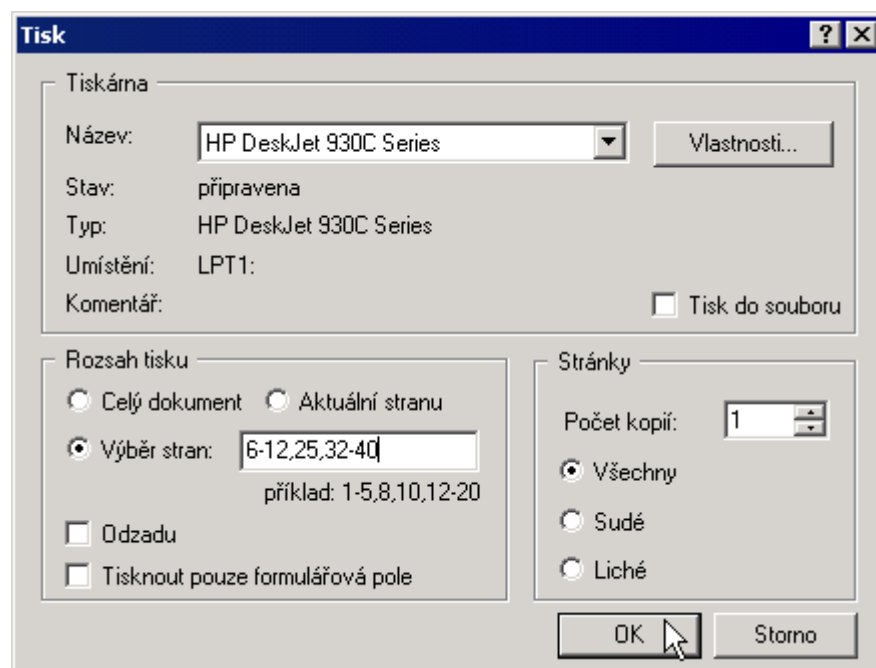 Tisk
Tiskárna
Název: HP DeskJet 930C Series Vlastnosti...
Stav: připravena
Typ: HP DeskJet 930C Series
Umístění: LPT1:
Komentář: Tisk do souboru
Rozsah tisku
Celý dokument Aktuální stranu
Výběr stran: 6-12,25,32-40
příklad: 1-5,8,10,12-20
Odzadu
Tisknout pouze formulářová pole
Stránky
Počet kopií: 1
Všechny
Sudé
Liché
OK Storno